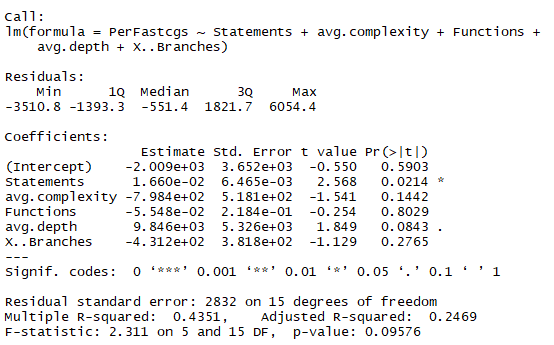 Call:
lm(formula = PerFastcgs ~ Statements + avg.complexity + Functions +
    avg.depth + X..Branches)
Residuals:
    Min      1Q  Median      3Q     Max
-3510.8 -1393.3  -551.4  1821.7  6054.4
Coefficients:
                 Estimate Std. Error t value Pr(>|t|)
(Intercept)    -2.009e+03  3.652e+03  -0.550   0.5903
Statements      1.660e-02  6.465e-03   2.568   0.0214 *
avg.complexity -7.984e+02  5.181e+02  -1.541   0.1442
Functions      -5.548e-02  2.184e-01  -0.254   0.8029
avg.depth       9.846e+03  5.326e+03   1.849   0.0843 .
X..Branches    -4.312e+02  3.818e+02  -1.129   0.2765
---
Signif. codes:  0 ‘***’ 0.001 ‘**’ 0.01 ‘*’ 0.05 ‘.’ 0.1 ‘ ’ 1
Residual standard error: 2832 on 15 degrees of freedom
Multiple R-squared:  0.4351,    Adjusted R-squared:  0.2469
F-statistic: 2.311 on 5 and 15 DF,  p-value: 0.09576